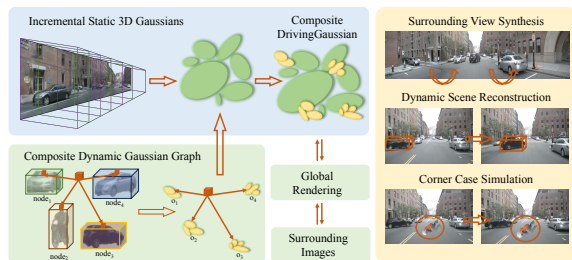 Incremental Static 3D Gaussians
Composite
DrivingGaussian
Surrounding View Synthesis
Dynamic Scene Reconstruction
Composite Dynamic Gaussian Graph
node1
node4
node2
node3
o1
o4
o2
o3
Global
Rendering
Surrounding
Images
Corner Case Simulation